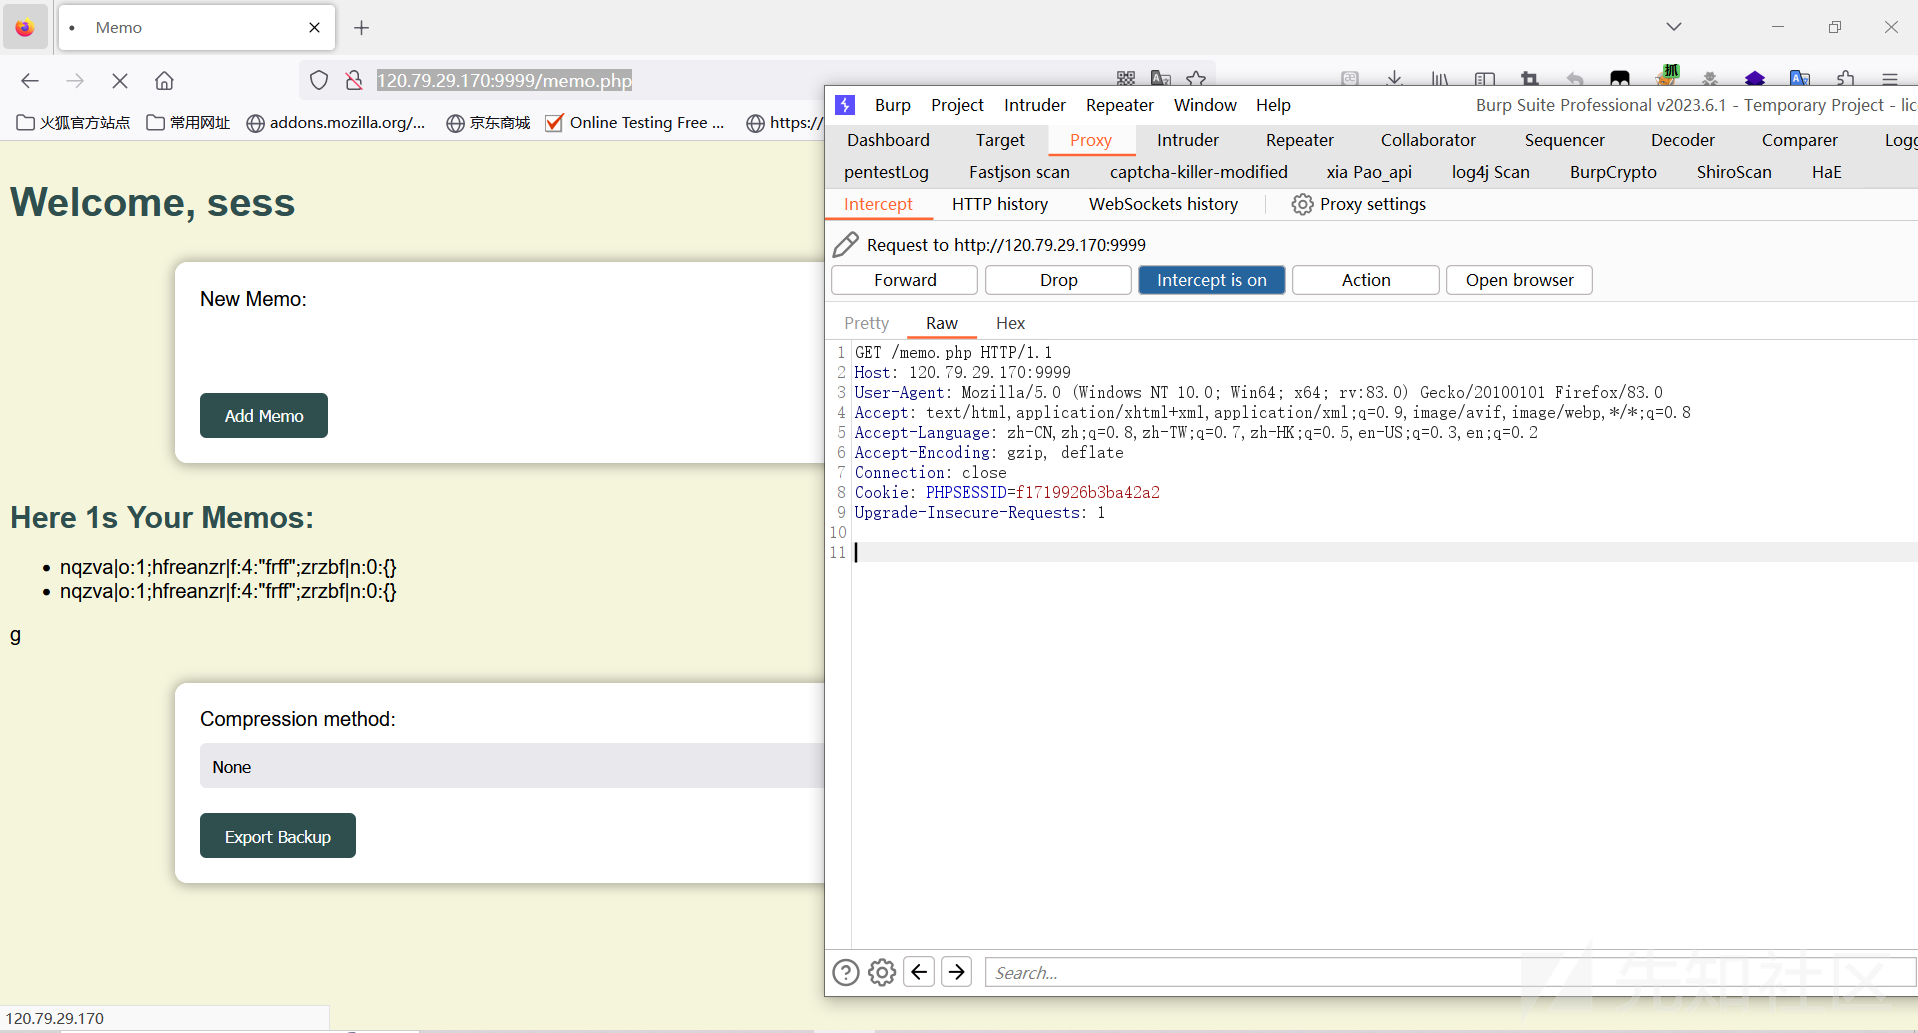 Memo
120.79.29.170:9999/memo.php
抓
火狐官方站点 常用网址 addons.mozilla.org/... 京东商城 Online Testing Free ... https://
Welcome, sess
New Memo:
Add Memo
Here 1s Your Memos:
nqzva|o:1;hfreanzr|f:4:"frff";zrzbf|n:0:{}
nqzva|o:1;hfreanzr|f:4:"frff";zrzbf|n:0:{}
g
Compression method:
None
Export Backup
120.79.29.170
Burp Project Intruder Repeater Window Help Burp Suite Professional v2023.6.1 - Temporary Project - lic
Dashboard Target Proxy Intruder Repeater Collaborator Sequencer Decoder Comparer Logg
pentestLog Fastjson scan captcha-killer-modified xia Pao_api log4j Scan BurpCrypto ShiroScan HaE
Intercept HTTP history WebSockets history Proxy settings
Request to http://120.79.29.170:9999
Forward Drop Intercept is on Action Open browser
Pretty Raw Hex
1 GET /memo.php HTTP/1.1
2 Host: 120.79.29.170:9999
3 User-Agent: Mozilla/5.0 (Windows NT 10.0; Win64; x64; rv:83.0) Gecko/20100101 Firefox/83.0
4 Accept: text/html,application/xhtml+xml,application/xml;q=0.9,image/avif,image/webp,*/*;q=0.8
5 Accept-Language: zh-CN,zh;q=0.8,zh-TW;q=0.7,zh-HK;q=0.5,en-US;q=0.3,en;q=0.2
6 Accept-Encoding: gzip, deflate
7 Connection: close
8 Cookie: PHPSESSID=f1719926b3ba42a2
9 Upgrade-Insecure-Requests: 1
10
11
Search...
先知社区